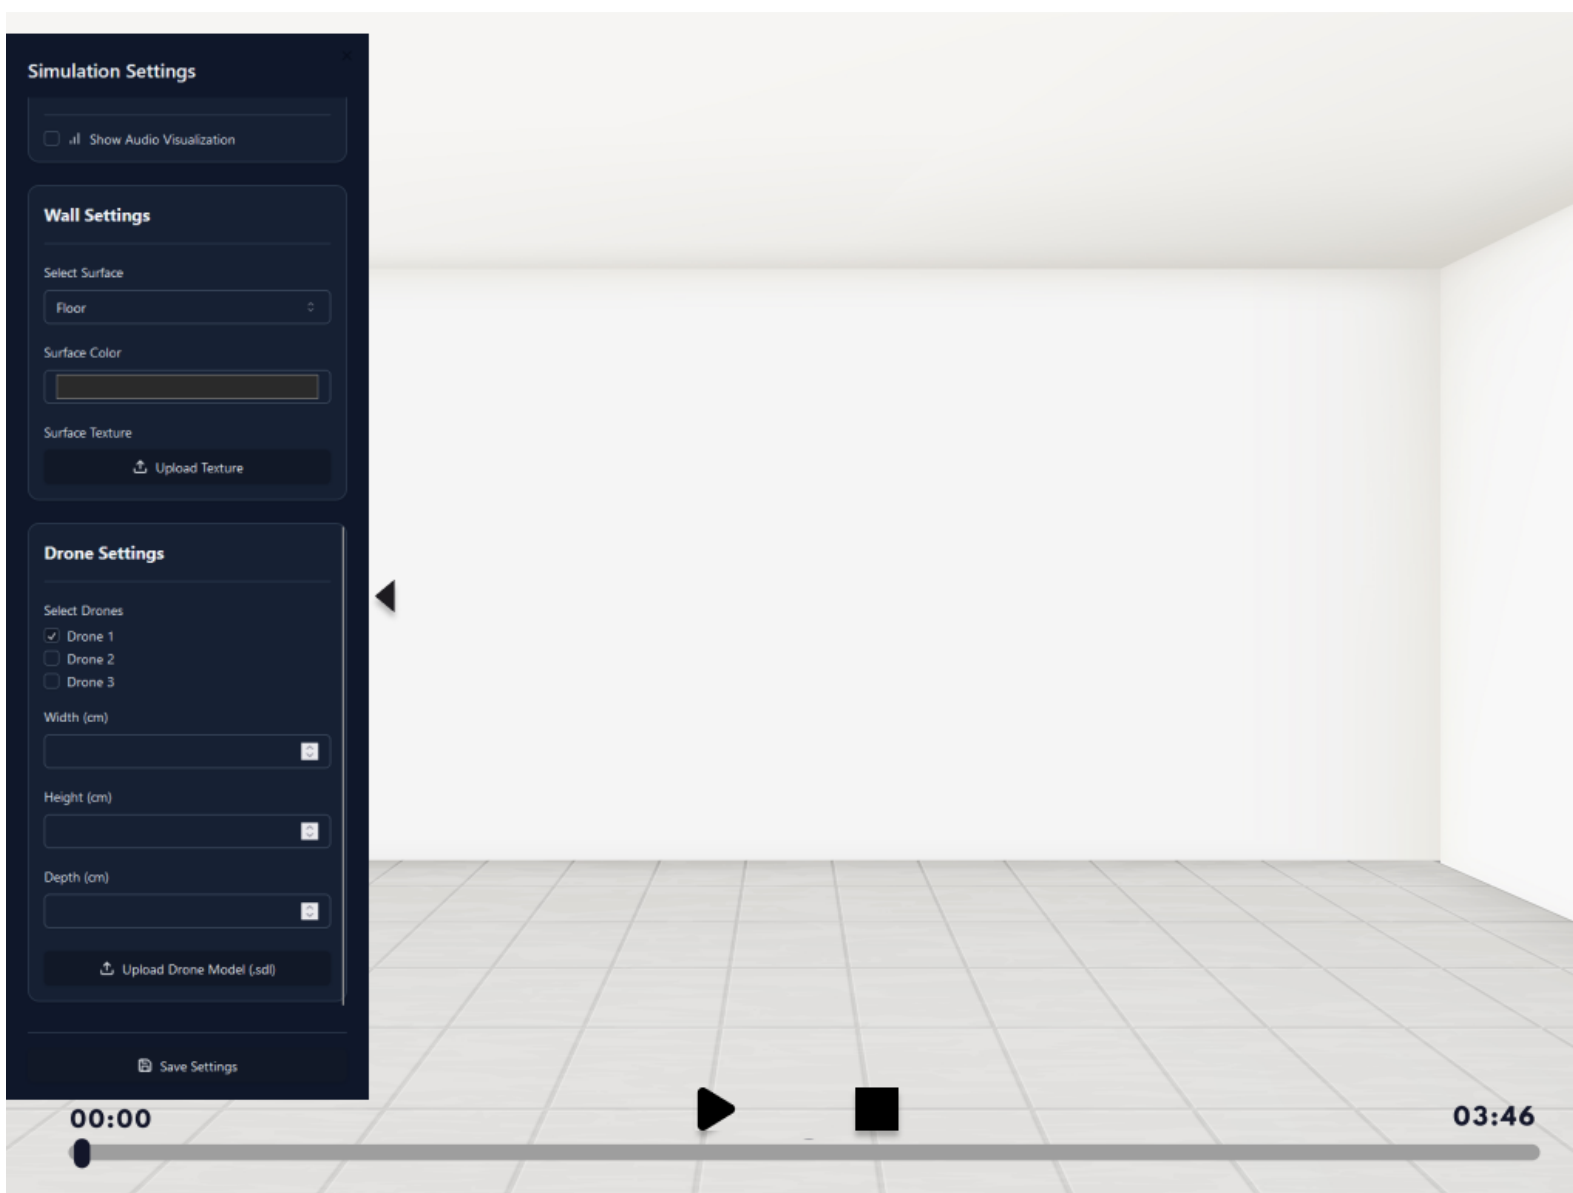 Simulation Settings
Show Audio Visualization
Wall Settings
Select Surface
Floor
Surface Color
Surface Texture
Upload Texture
Drone Settings
Select Drones
Drone 1
Drone 2
Drone 3
Width (cm)
Height (cm)
Depth (cm)
Upload Drone Model (.sdl)
Save Settings
00:00
03:46